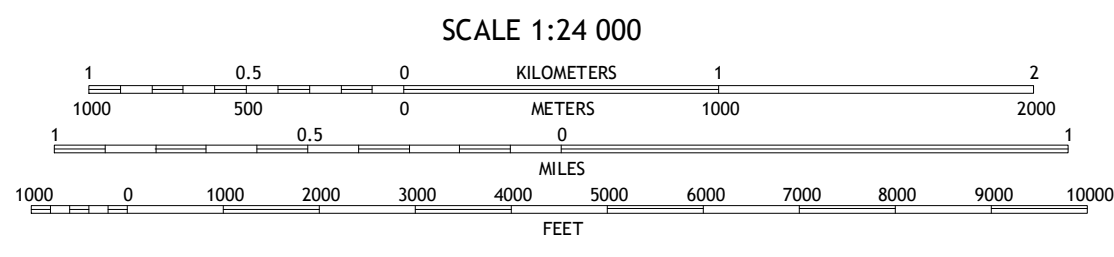 SCALE 1:24 000
1 0.5 0 KILOMETERS 1 2
1000 500 0 METERS 1000 2000
1 0.5 0 1
MILES
1000 0 1000 2000 3000 4000 5000 6000 7000 8000 9000 10000
FEET